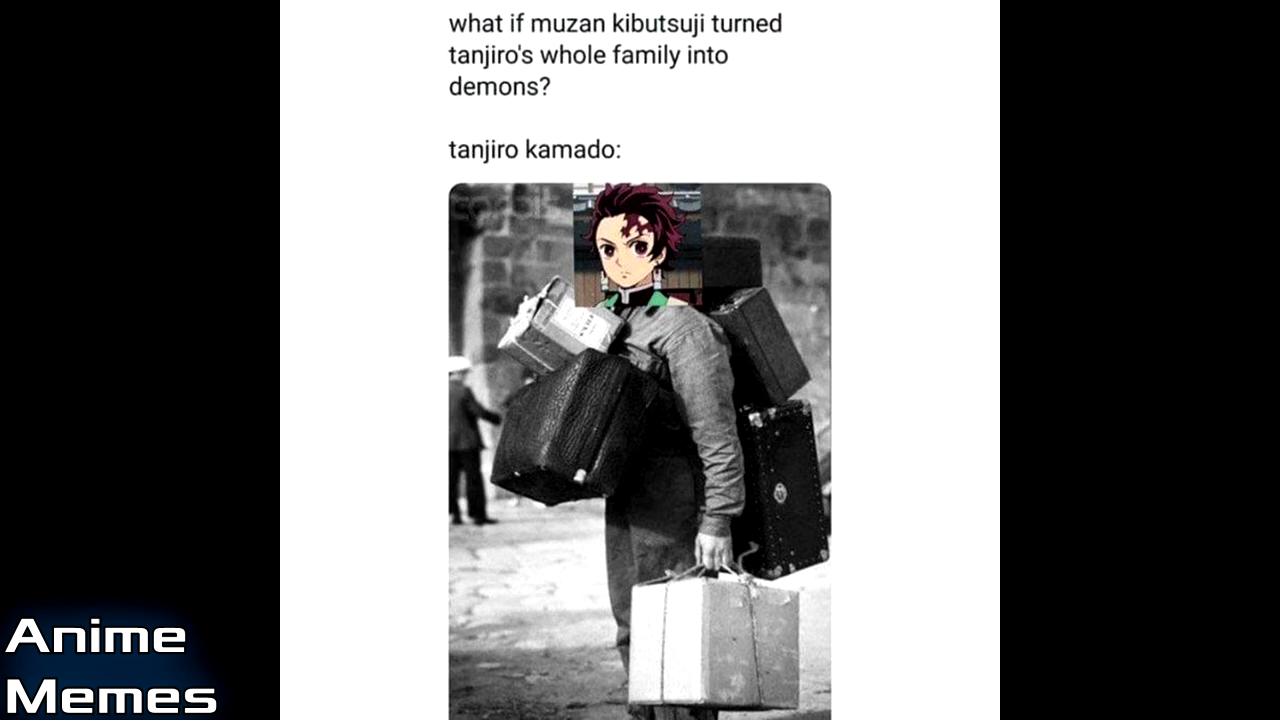 what if muzan kibutsuji turned
tanjiro's whole family into
demons?
tanjiro kamado:
Anime
Memes